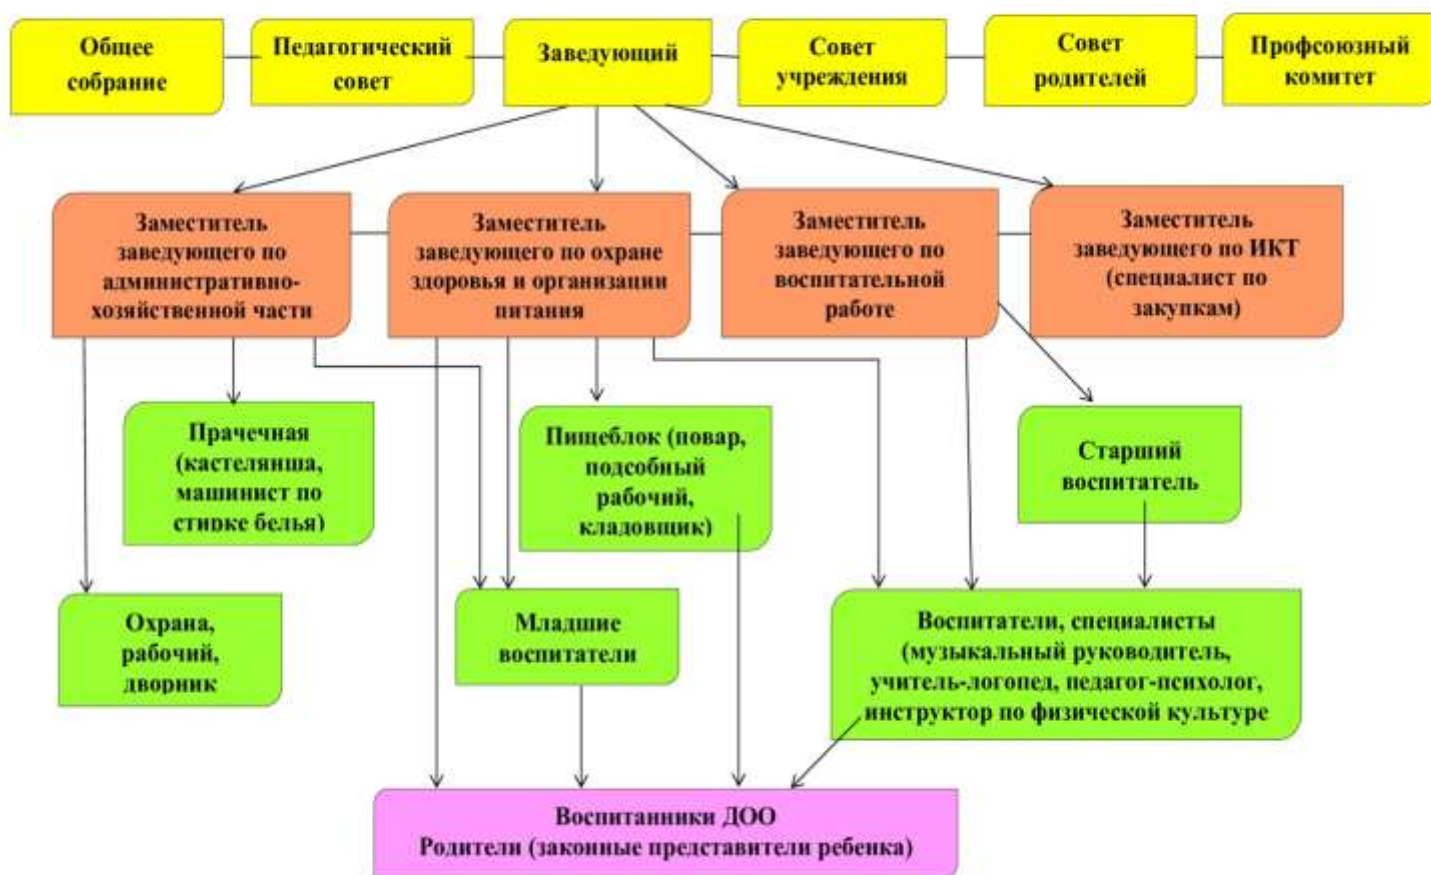 Общее
собрание
Педагогический
совет
Заведующий
Совет
учреждения
Совет
родителей
Профсоюзный
комитет
Заместитель
заведующего по
административно-
хозяйственной части
Заместитель
заведующего по охране
здоровья и организации
питания
Заместитель
заведующего по
воспитательной
работе
Заместитель
заведующего по ИКТ
(специалист по
закупкам)
Прачечная
(кастелянша,
машинист по
стирке белья)
Пищеблок (повар,
подсобный
рабочий,
кладовщик)
Старший
воспитатель
Охрана,
рабочий,
дворник
Младшие
воспитатели
Воспитатели, специалисты
(музыкальный руководитель,
учитель-логопед, педагог-психолог,
инструктор по физической культуре
Воспитанники ДОО
Родители (законные представители ребенка)